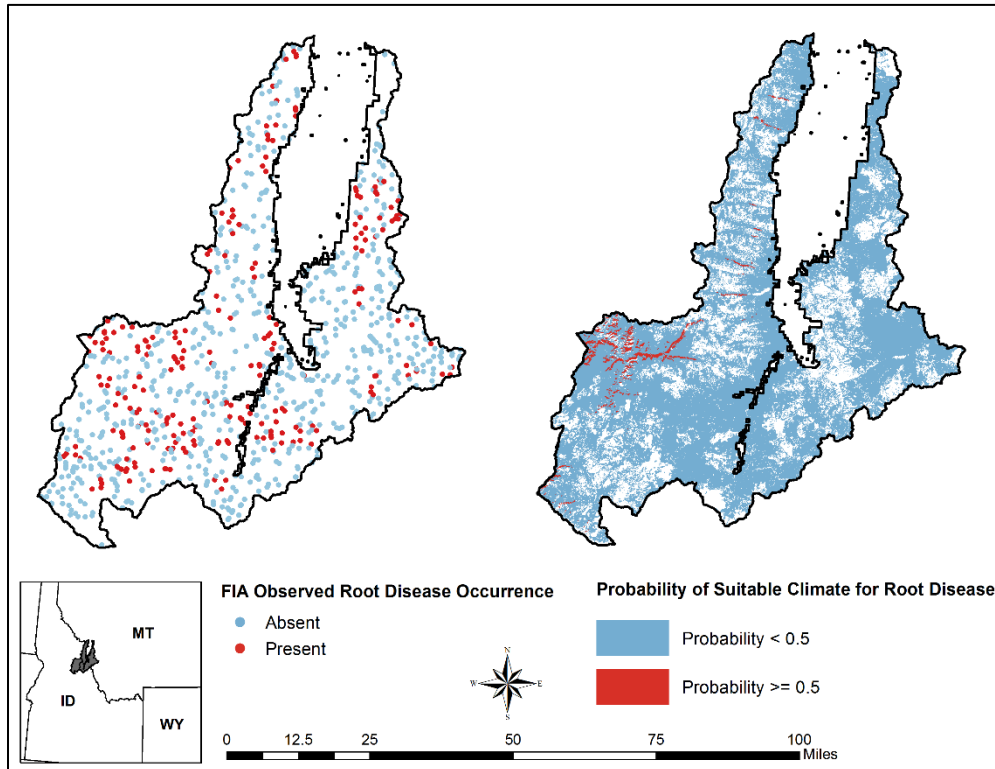 MT
ID
WY
FIA Observed Root Disease Occurrence
Absent
Present
N
W
E
S
Probability of Suitable Climate for Root Disease
Probability < 0.5
Probability >= 0.5
0 12.5 25 50 75 100
Miles